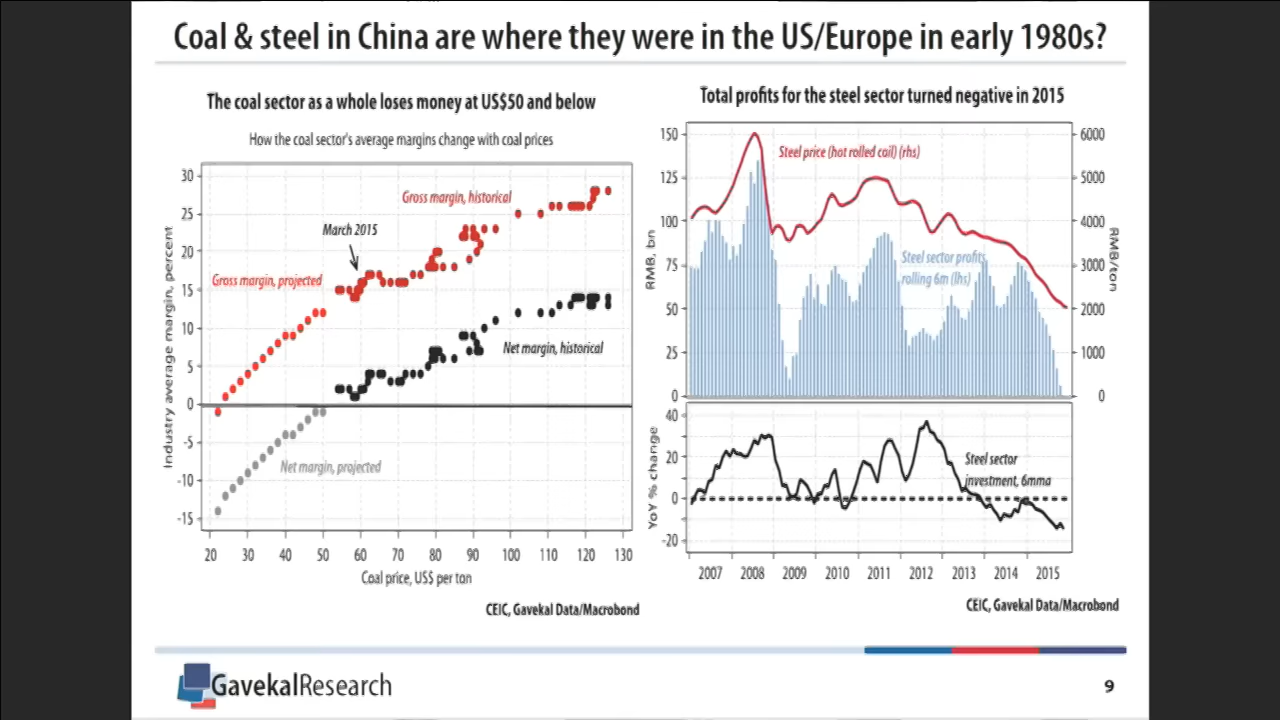 Coal & steel in China are where they were in the US/Europe in early 1980s?
The coal sector as a whole loses money at US$50 and below
How the coal sector's average margins change with coal prices
Industry average margin, percent
30
25
20
15
10
5
0
-5
-10
-15
Gross margin, historical
March 2015
Gross margin, projected
Net margin, historical
Net margin, projected
20 30 40 50 60 70 80 90 100 110 120 130
Coal price, US$ per ton
CEIC, Gavekal Data/Macrobond
Total profits for the steel sector turned negative in 2015
RMB, bn
150
125
100
75
50
25
0
Steel price (hot rolled coil) (rhs)
Steel sector profits,
rolling 6m (lhs)
6000
5000
4000
3000
2000
1000
0
RMB/ton
YoY % change
40
20
0
-20
Steel sector
investment, 6mma
2007 2008 2009 2010 2011 2012 2013 2014 2015
CEIC, Gavekal Data/Macrobond
GavekalResearch
9